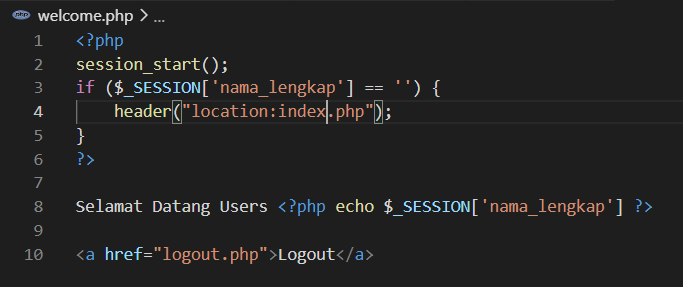 welcome.php > ...
1 <?php
2 session_start();
3 if ($_SESSION['nama_lengkap'] == '') {
4     header("location:index.php");
5 }
6 ?>
7
8 Selamat Datang Users <?php echo $_SESSION['nama_lengkap'] ?>
9
10 <a href="logout.php">Logout</a>